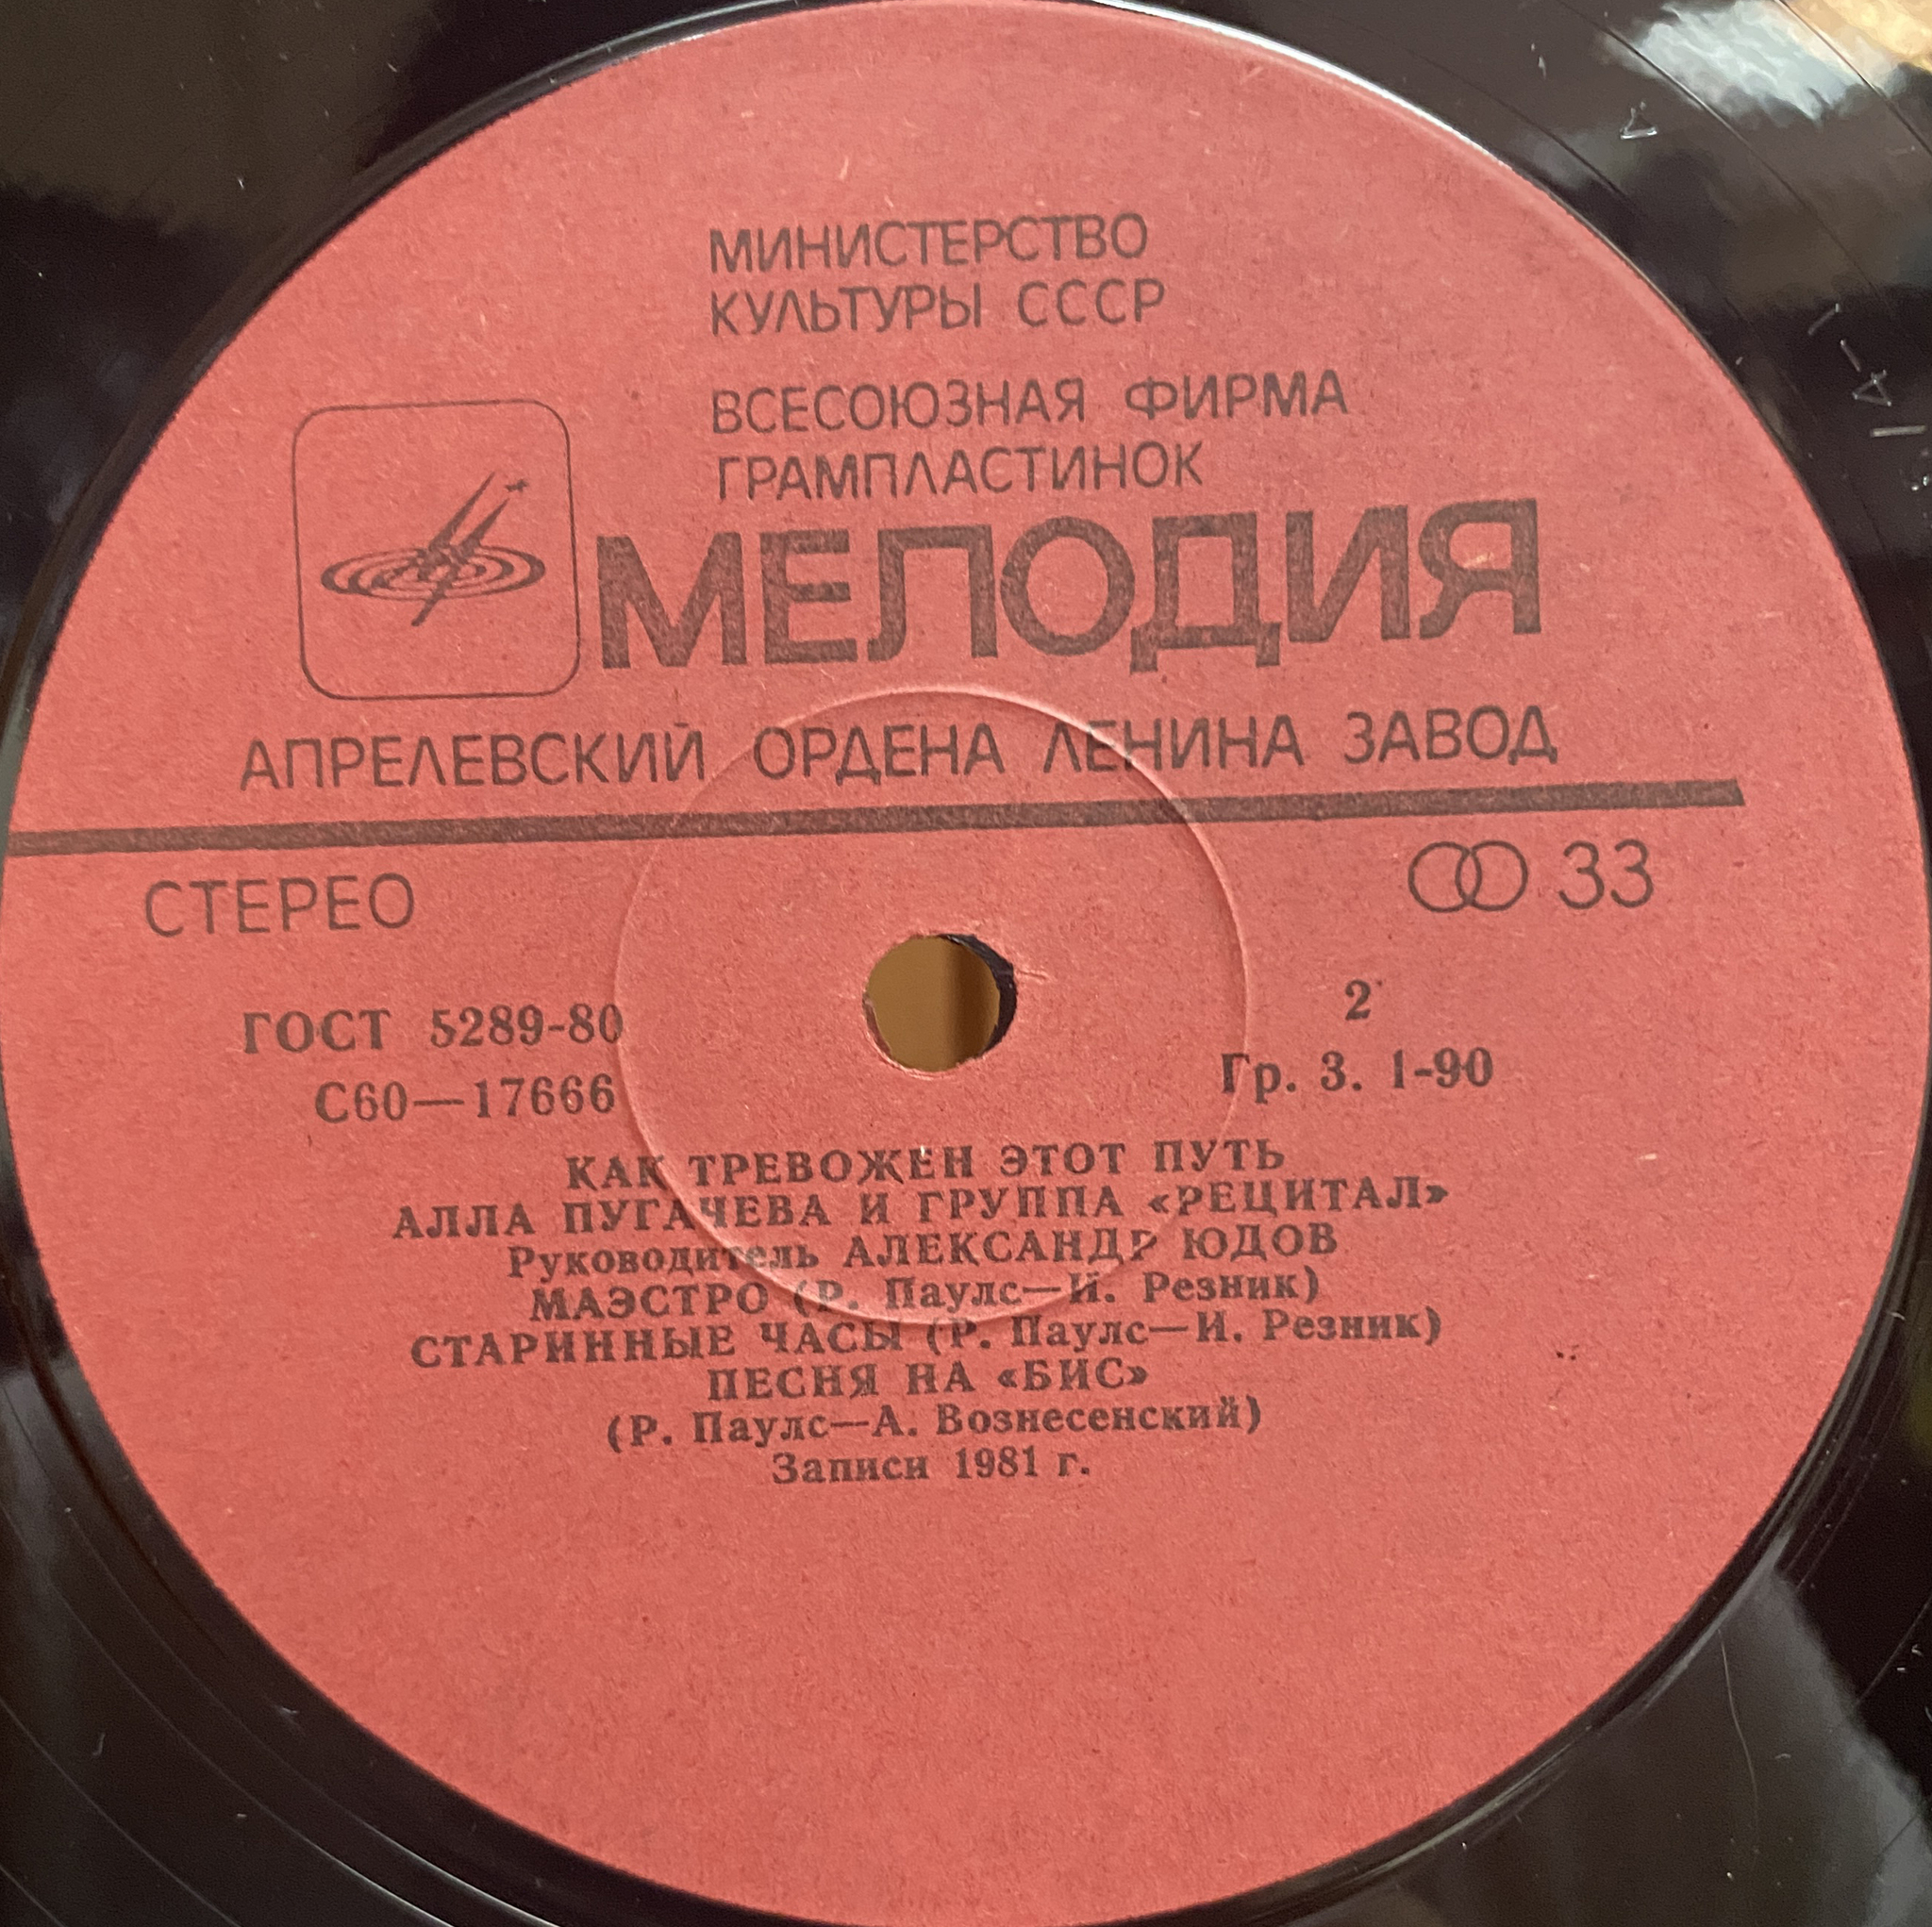 МИНИСТЕРСТВО
КУЛЬТУРЫ СССР
ВСЕСОЮЗНАЯ ФИРМА
ГРАМПЛАСТИНОК
МЕЛОДИЯ
АПРЕЛЕВСКИЙ ОРДЕНА ЛЕНИНА ЗАВОД
СТЕРЕО
33
ГОСТ 5289-80
2
С60—17666
Гр. 3. 1-90
КАК ТРЕВОЖЕН ЭТОТ ПУТЬ
АЛЛА ПУГАЧЕВА И ГРУППА «РЕЦИТАЛ»
Руководитель АЛЕКСАНДР ЮДОВ
МАЭСТРО (Р. Паулс—И. Резник)
СТАРИННЫЕ ЧАСЫ (Р. Паулс—И. Резник)
ПЕСНЯ НА «БИС»
(Р. Паулс—А. Вознесенский)
Записи 1981 г.